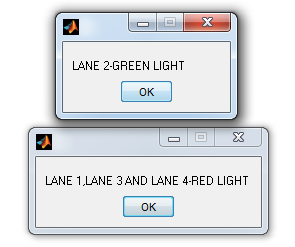 LANE 2-GREEN LIGHT
OK
LANE 1,LANE 3 AND LANE 4-RED LIGHT
OK